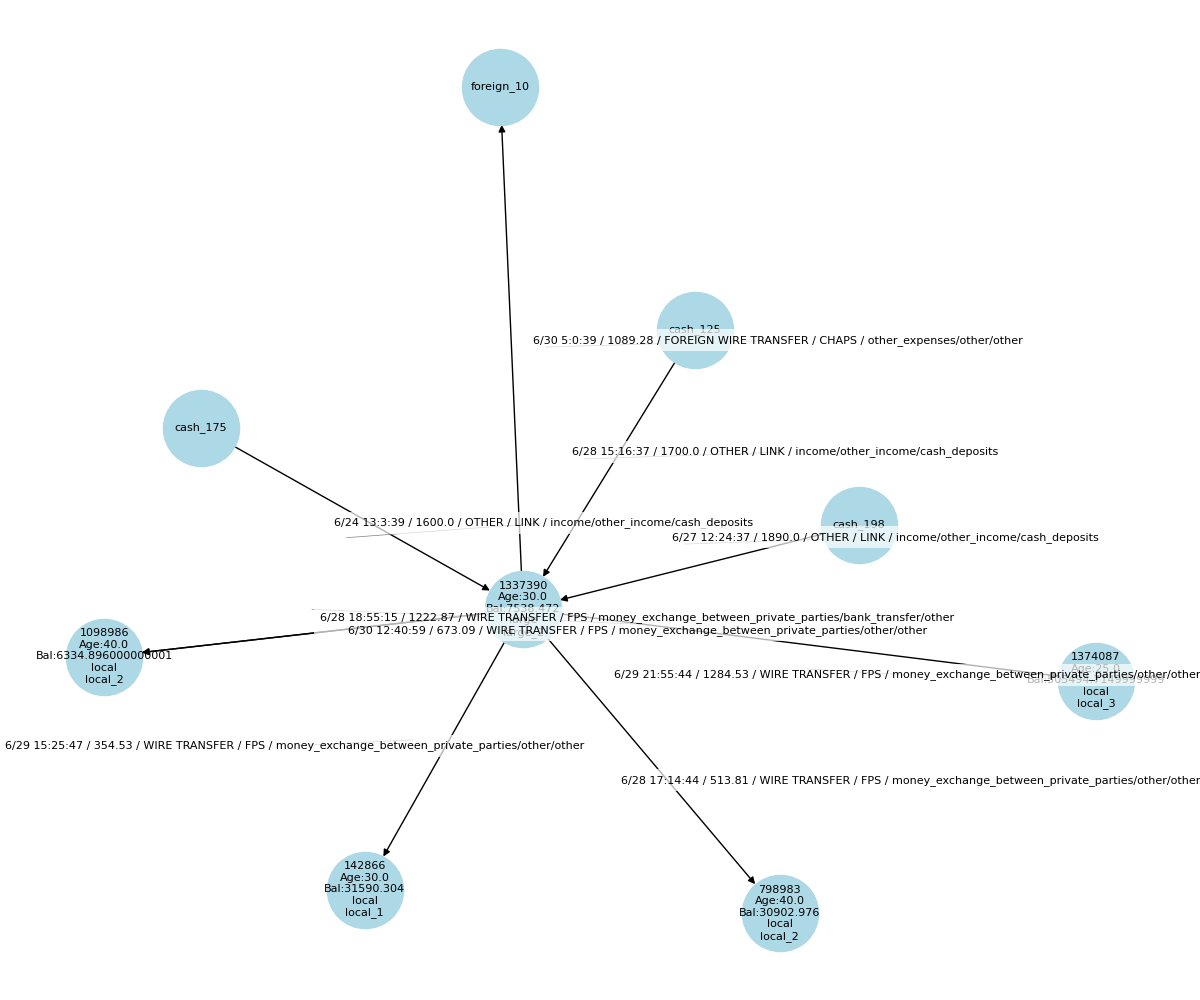 foreign_10
cash_125
6/30 5:0:39 / 1089.28 / FOREIGN WIRE TRANSFER / CHAPS / other_expenses/other/other
cash_175
6/28 15:16:37 / 1700.0 / OTHER / LINK / income/other_income/cash_deposits
6/24 13:3:39 / 1600.0 / OTHER / LINK / income/other_income/cash_deposits
cash_198
6/27 12:24:37 / 1890.0 / OTHER / LINK / income/other_income/cash_deposits
1337390
Age:30.0
Bal:7538.472
6/28 18:55:15 / 1222.87 / WIRE TRANSFER / FPS / money_exchange_between_private_parties/bank_transfer/other
6/30 12:40:59 / 673.09 / WIRE TRANSFER / FPS / money_exchange_between_private_parties/other/other
1098986
Age:40.0
Bal:6334.896000000001
local
local_2
1374087
Age:25.0
6/29 21:55:44 / 1284.53 / WIRE TRANSFER / FPS / money_exchange_between_private_parties/other/other
local
local_3
6/29 15:25:47 / 354.53 / WIRE TRANSFER / FPS / money_exchange_between_private_parties/other/other
6/28 17:14:44 / 513.81 / WIRE TRANSFER / FPS / money_exchange_between_private_parties/other/other
142866
Age:30.0
Bal:31590.304
local
local_1
798983
Age:40.0
Bal:30902.976
local
local_2